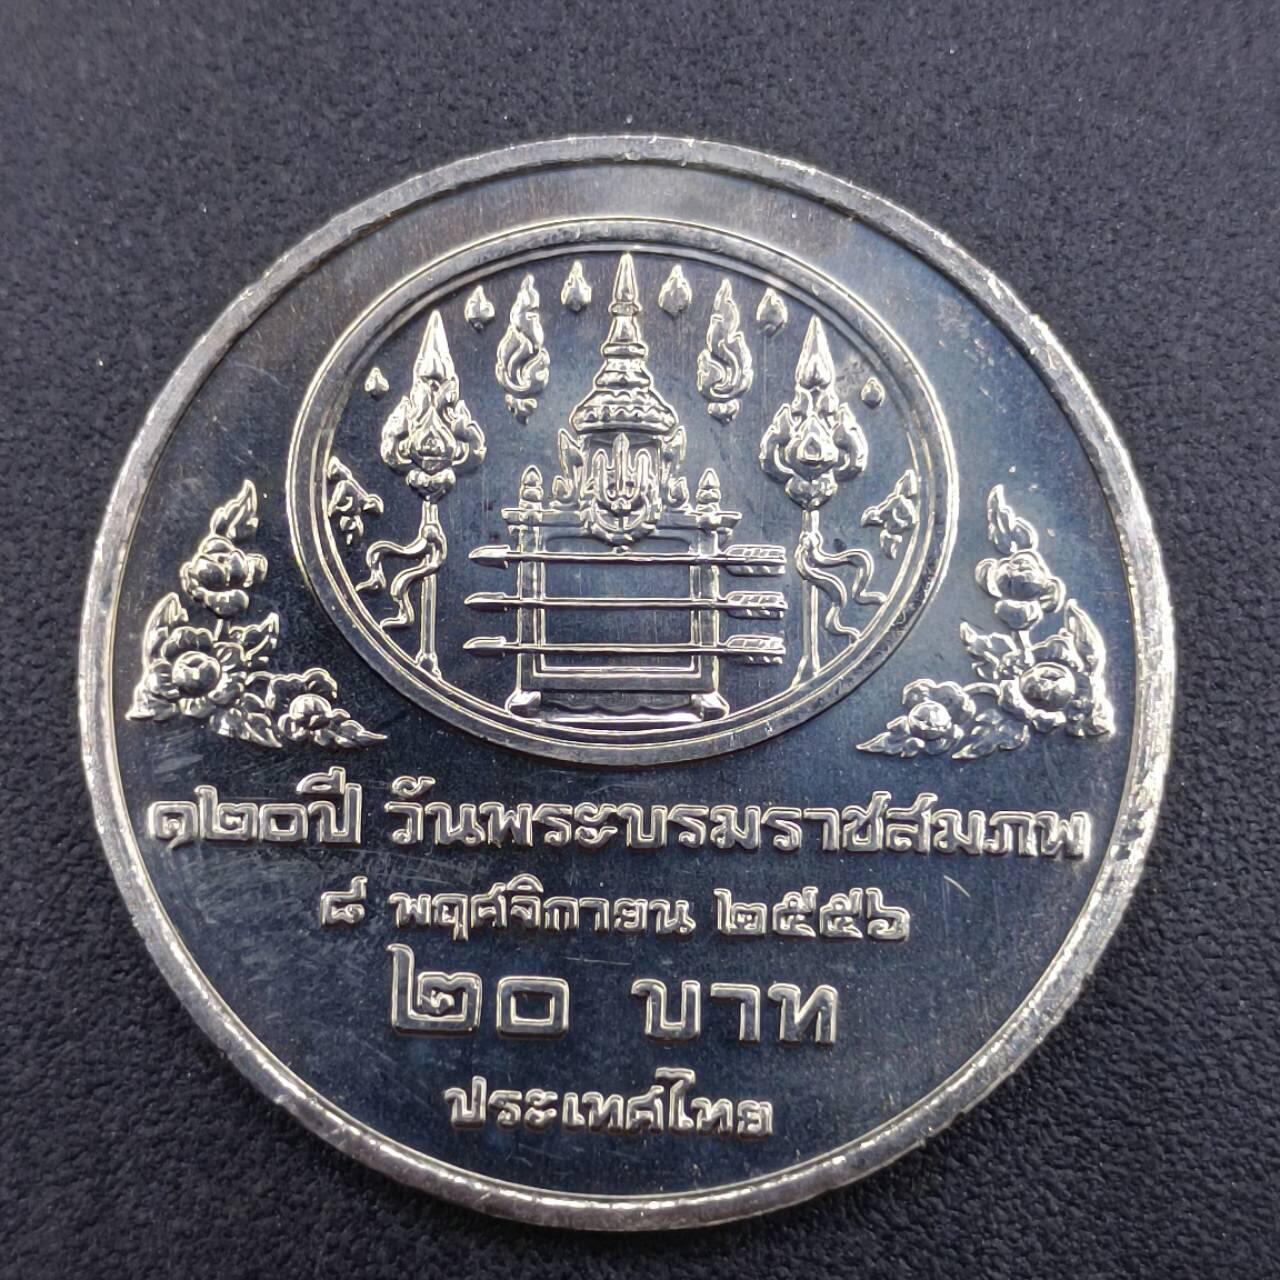 ๑๒๐ปี วันพระบรมราชสมภพ
๘ พฤศจิกายน ๒๕๕๖
๒๐ บาท
ประเทศไทย